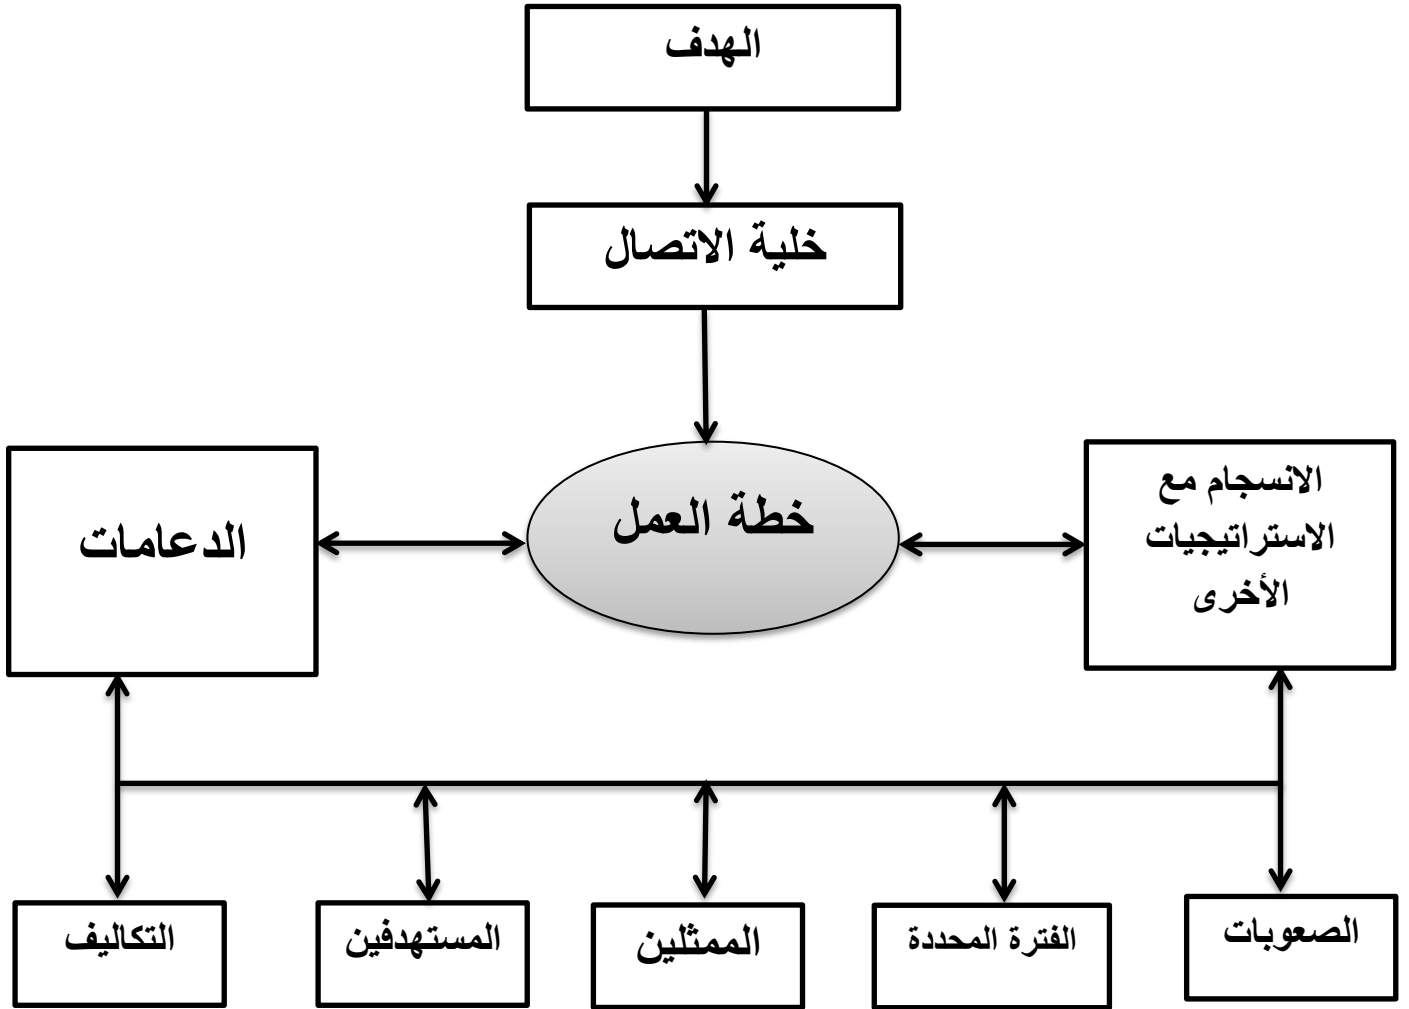 الهدف
خلية الاتصال
خطة العمل
الانسجام مع
الاستراتيجيات
الأخرى
الدعامات
الصعوبات
الفترة المحددة
الممثلين
المستهدفين
التكاليف